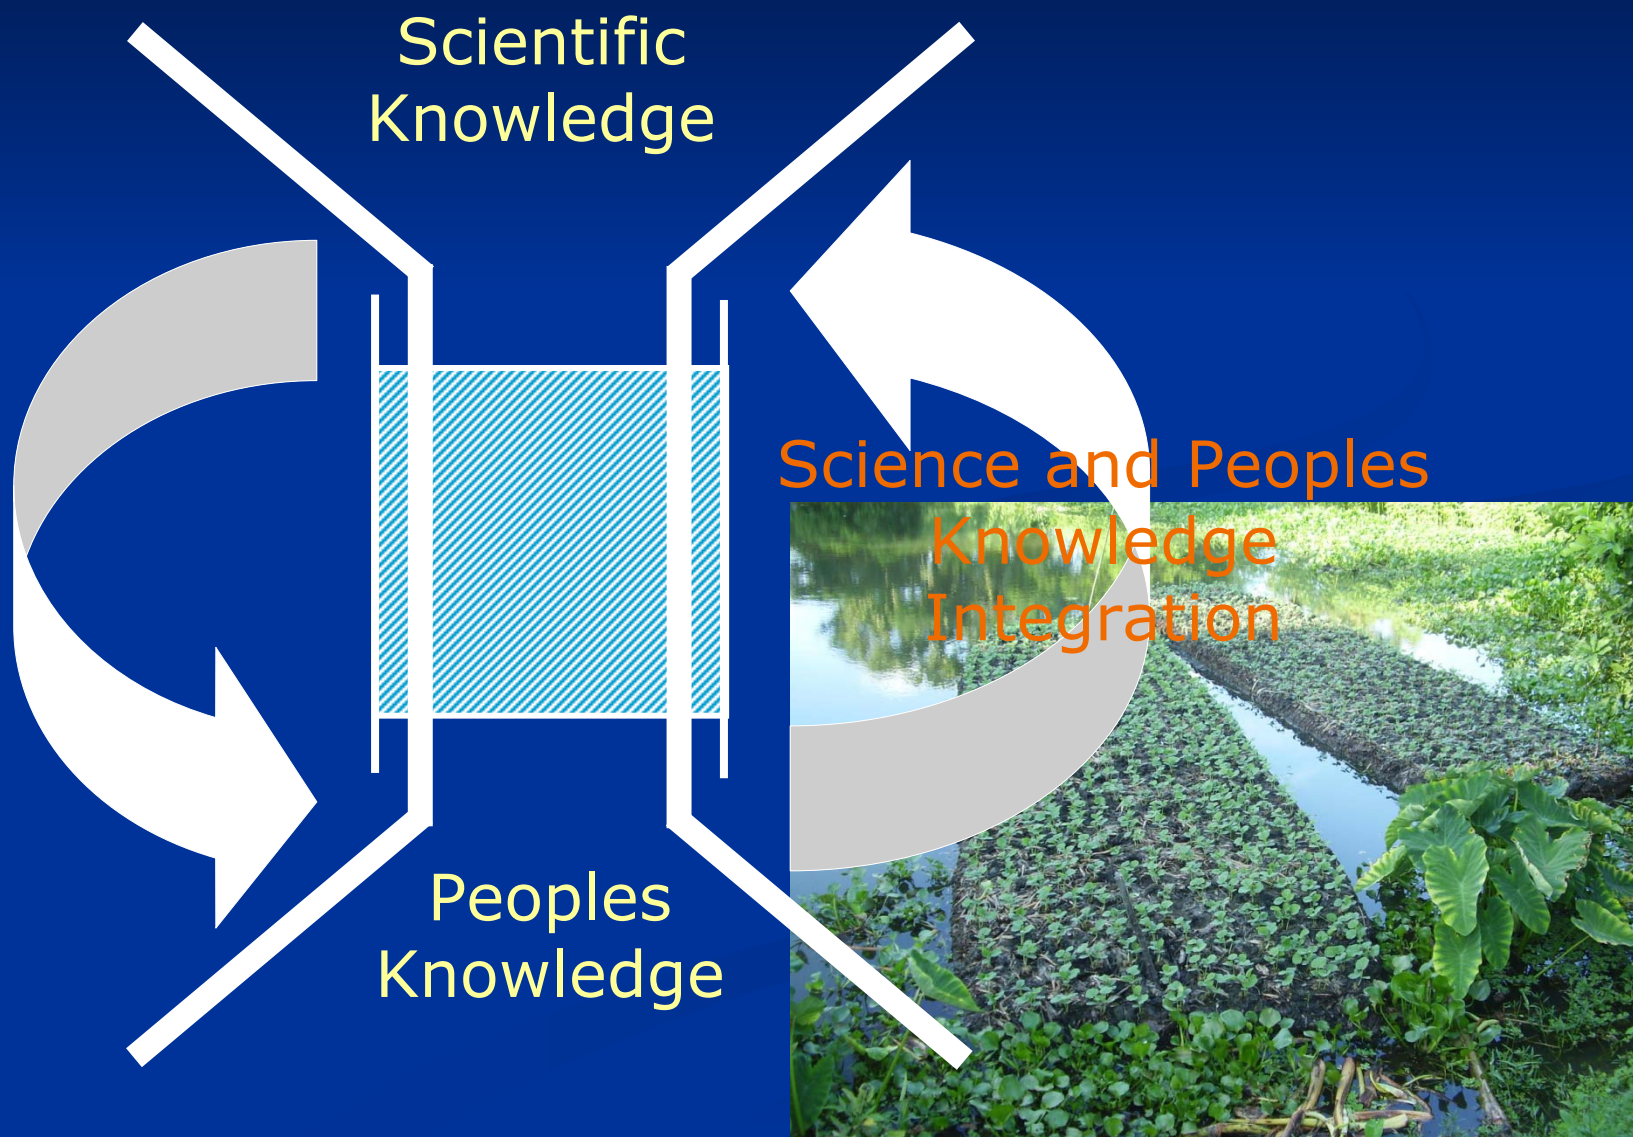 Scientific
Knowledge
Science and Peoples
Knowledge
Integration
Peoples
Knowledge